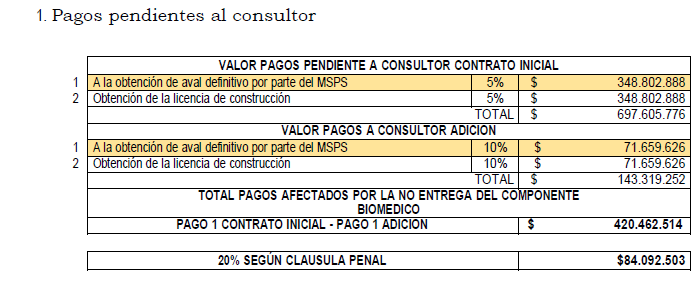 1. Pagos pendientes al consultor
VALOR PAGOS PENDIENTE A CONSULTOR CONTRATO INICIAL
1 A la obtención de aval definitivo por parte del MSPS 5% $ 348.802.888
2 Obtención de la licencia de construcción 5% $ 348.802.888
TOTAL $ 697.605.776
VALOR PAGOS A CONSULTOR ADICION
1 A la obtención de aval definitivo por parte del MSPS 10% $ 71.659.626
2 Obtención de la licencia de construcción 10% $ 71.659.626
TOTAL $ 143.319.252
TOTAL PAGOS AFECTADOS POR LA NO ENTREGA DEL COMPONENTE
BIOMEDICO
PAGO 1 CONTRATO INICIAL - PAGO 1 ADICION $ 420.462.514
20% SEGÚN CLAUSULA PENAL $84.092.503